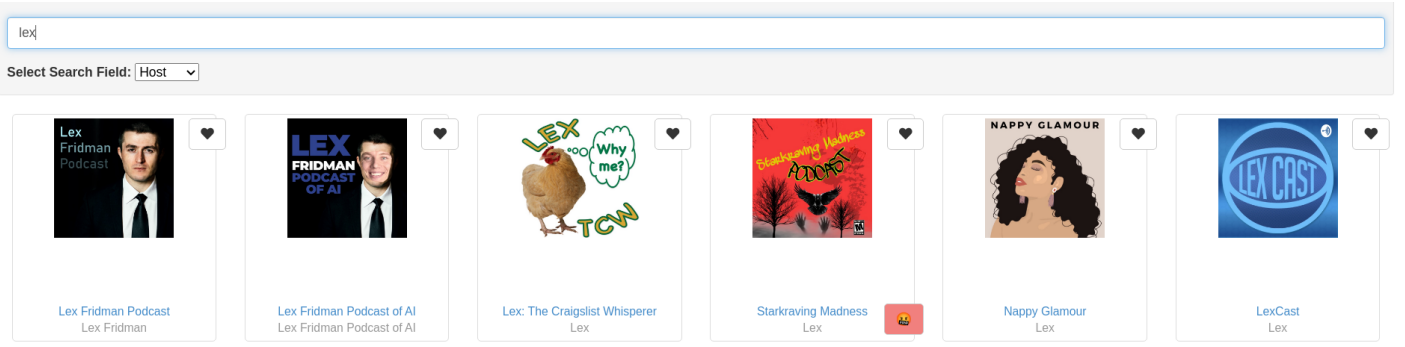 lex
Select Search Field: Host
Lex
Fridman
Podcast
LEX
FRIDMAN
PODCAST
OF AI
LEX
Why
me?
TCW
Starkraving Madness
PODCAST
NAPPY GLAMOUR
LEX CAST
Lex Fridman Podcast
Lex Fridman
Lex Fridman Podcast of AI
Lex Fridman Podcast of AI
Lex: The Craigslist Whisperer
Lex
Starkraving Madness
Lex
Nappy Glamour
Lex
LexCast
Lex